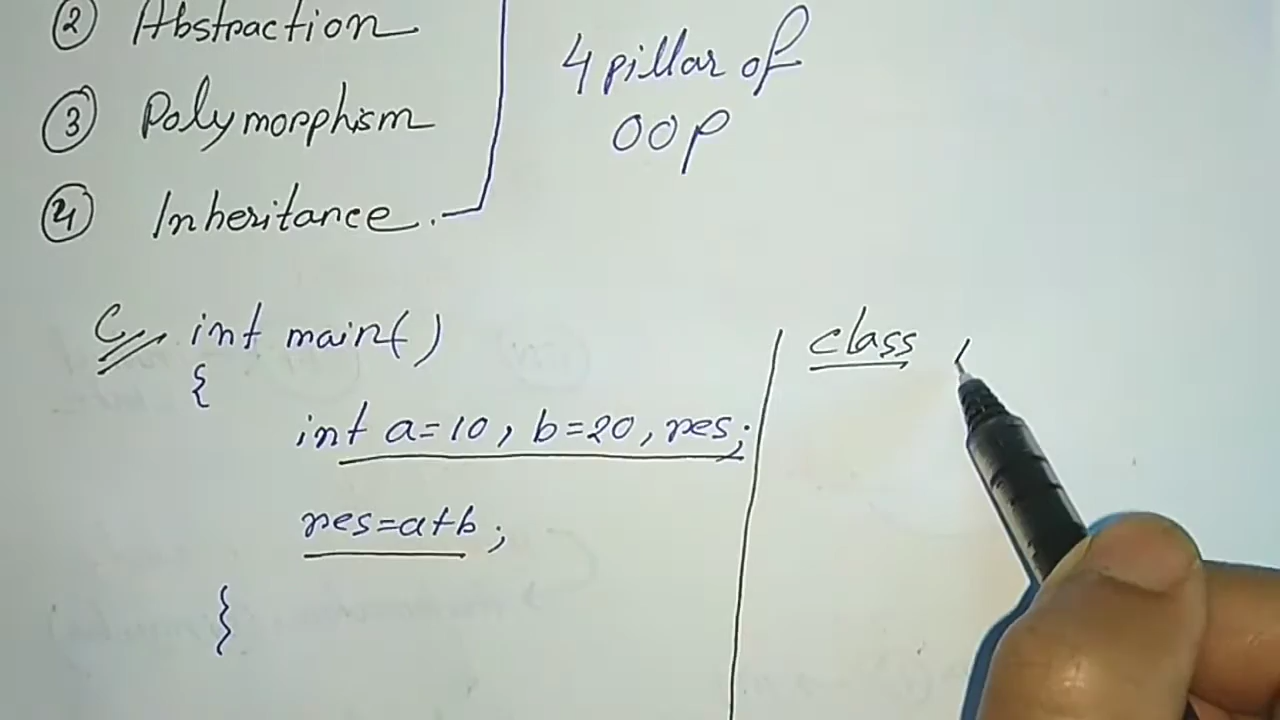 ② Abstraction
③ Polymorphism
④ Inheritance.
4 pillar of
OOP
C int main()
{
int a=10, b=20, res;
res=a+b;
}
class